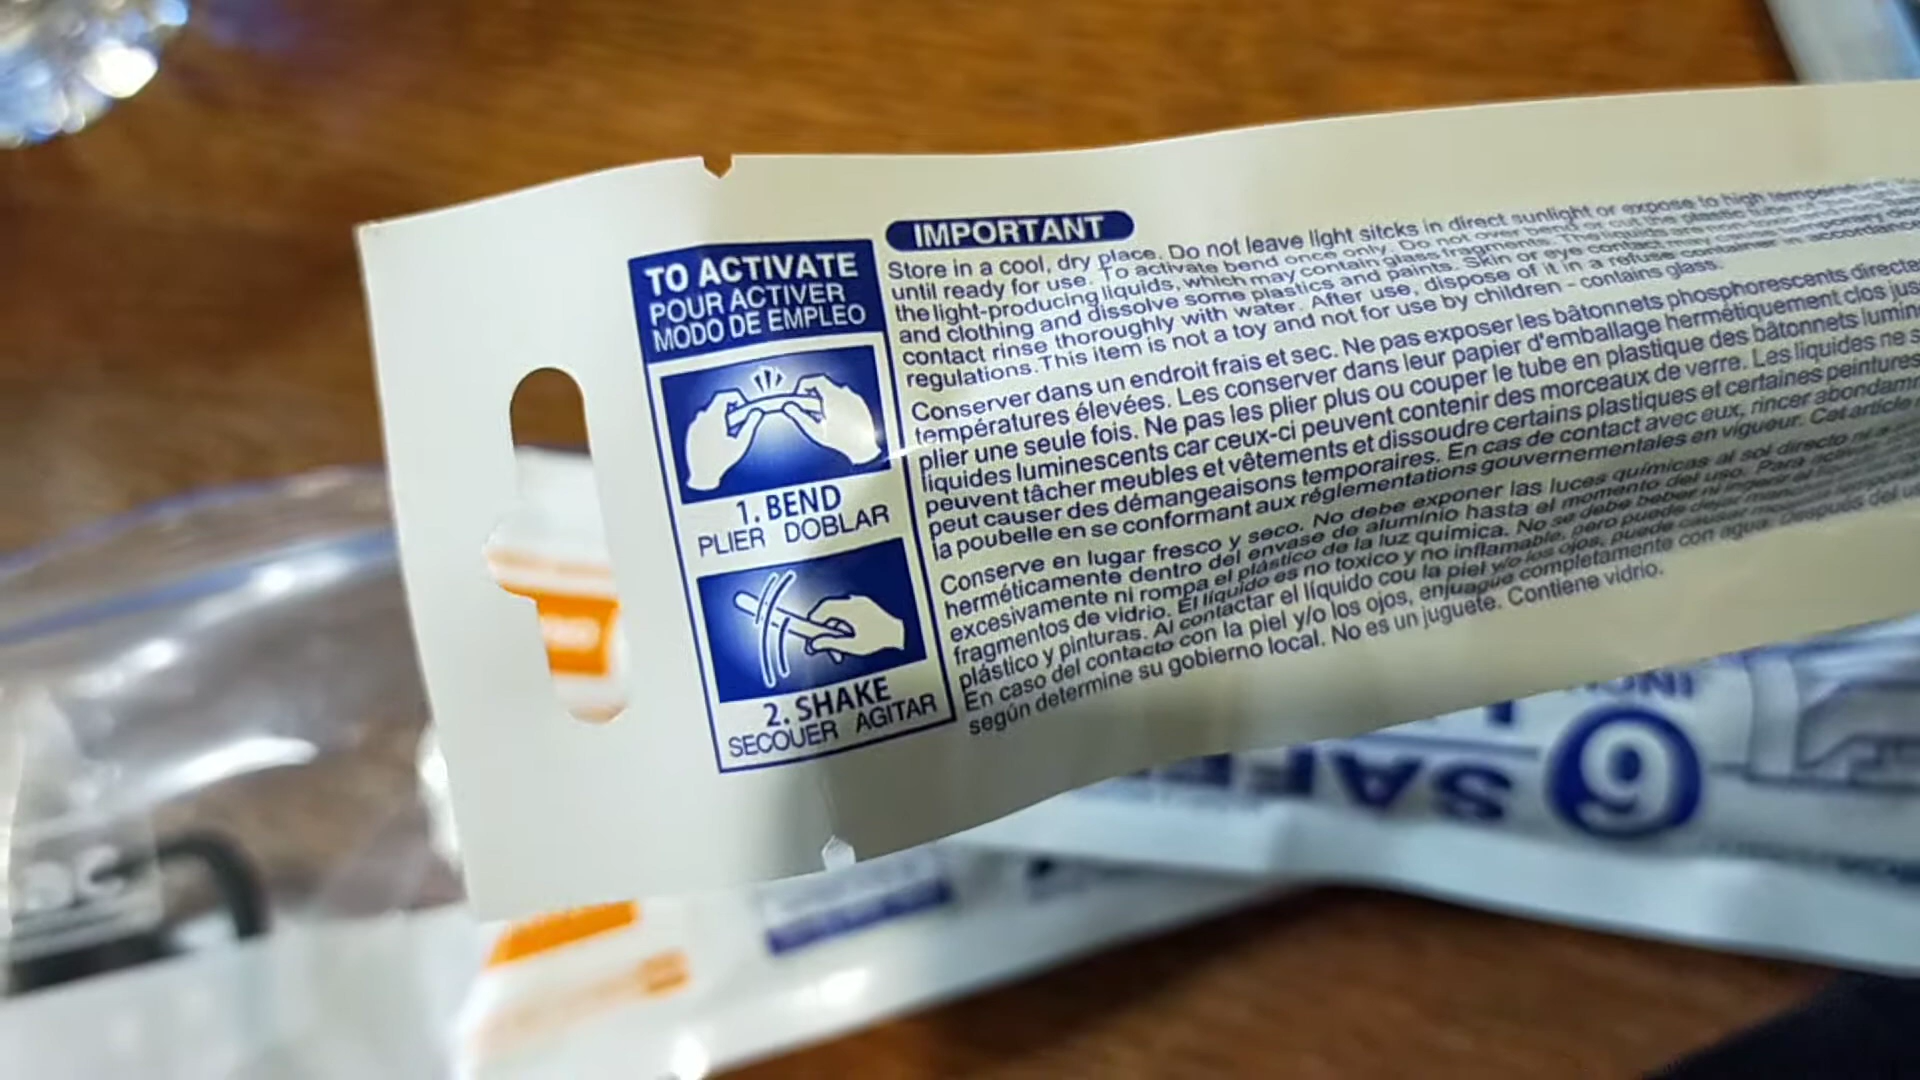 TO ACTIVATE
POUR ACTIVER
MODO DE EMPLEO
1. BEND
PLIER DOBLAR
2. SHAKE
SECOUER AGITAR
IMPORTANT
Store in a cool, dry place. Do not leave light sitcks in direct sunlight or expose to high
until ready for use. To activate bend once only. Do not over bend or cut the plastic
the light-producing liquids, which may contain glass fragments. These liquids
and clothing and dissolve some plastics and paints. Skin or eye contact may
contact rinse thoroughly with water. After use, dispose of it in a refuse container in accordance
regulations. This item is not a toy and not for use by children - contains glass.
Conserver dans un endroit frais et sec. Ne pas exposer les bâtonnets phosphorescents
températures élevées. Les conserver dans leur papier d'emballage hermétiquement clos
plier une seule fois. Ne pas les plier plus ou couper le tube en plastique des bâtonnets
liquides luminescents car ceux-ci peuvent contenir des morceaux de verre. Les liquides ne
peuvent tâcher meubles et vêtements et dissoudre certains plastiques et certaines peintures
peut causer des démangeaisons temporaires. En cas de contact avec eux, rincer
la poubelle en se conformant aux réglementations gouvernementales en vigueur. Cet article
Conserve en lugar fresco y seco. No debe exponer las luces químicas al sol directo
herméticamente dentro del envase de aluminio hasta el momento del uso. Para
excesivamente ni rompa el plástico de la luz química. No se debe beber ni
fragmentos de vidrio. El líquido es no toxico y no inflamable, pero puede dejar
plástico y pinturas. Al contactar el líquido cou la piel y/o los ojos, puede causar
En caso del contacto con la piel y/o los ojos, enjuague completamente con agua. Después del
según determine su gobierno local. No es un juguete. Contiene vidrio.
6